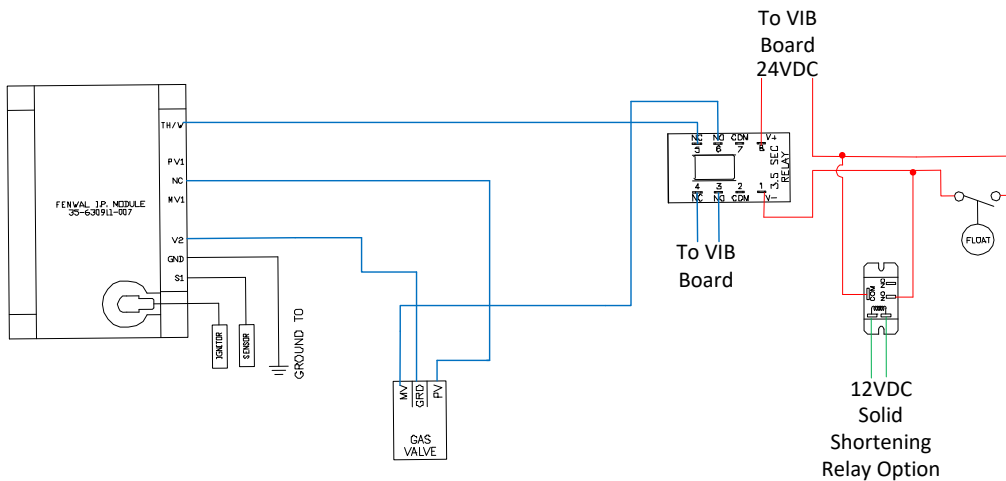 To VIB
Board
24VDC
TH/W
PV1
NC
MV1
V2
GND
S1
FENWAL I.P. MODULE
35-630911-007
IGNITOR
SENSOR
GROUND TO
MV
GRD
PV
GAS
VALVE
NC NO COM V+
5 6 7 8
4 3 2 1
NC NO COM V-
3.5 SEC
RELAY
To VIB
Board
FLOAT
COM
NO
12VDC
Solid
Shortening
Relay Option